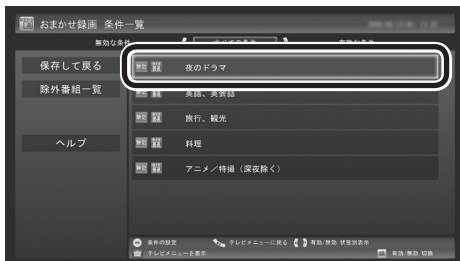 おまかせ録画 条件一覧
無効な条件
保存して戻る
夜のドラマ
除外番組一覧
英語、英会話
旅行、観光
ヘルプ
料理
アニメ／特撮（深夜除く）
条件の設定 テレビメニューに戻る 有効/無効 状態別表示
テレビメニューを表示 有効/無効 切換